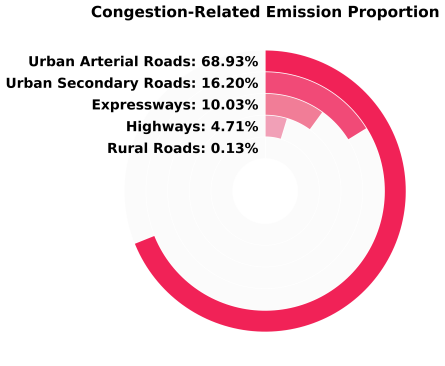 Congestion-Related Emission Proportion
Urban Arterial Roads: 68.93%
Urban Secondary Roads: 16.20%
Expressways: 10.03%
Highways: 4.71%
Rural Roads: 0.13%